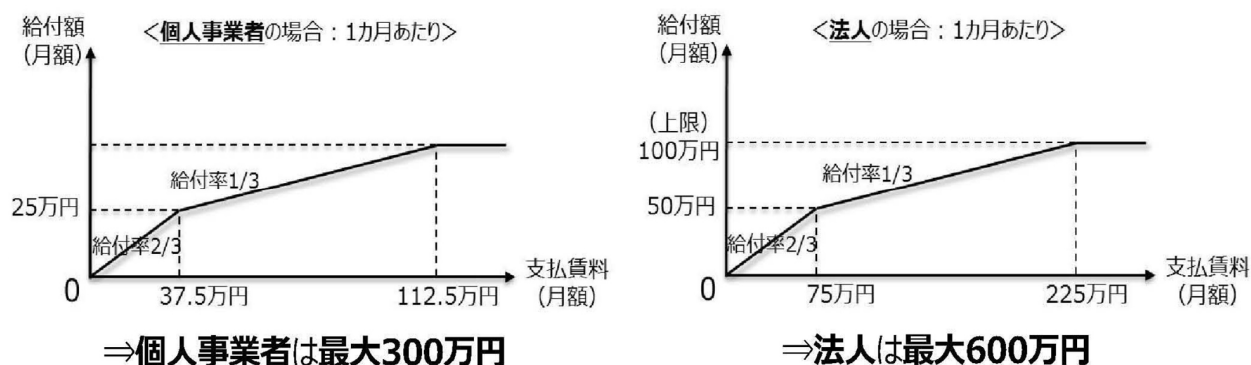 給付額
(月額)
<個人事業者の場合：1カ月あたり>
25万円
給付率1/3
給付率2/3
0
37.5万円
112.5万円
支払賃料
(月額)
⇒個人事業者は最大300万円
給付額
(月額)
<法人の場合：1カ月あたり>
(上限)
100万円
50万円
給付率1/3
給付率2/3
0
75万円
225万円
支払賃料
(月額)
⇒法人は最大600万円